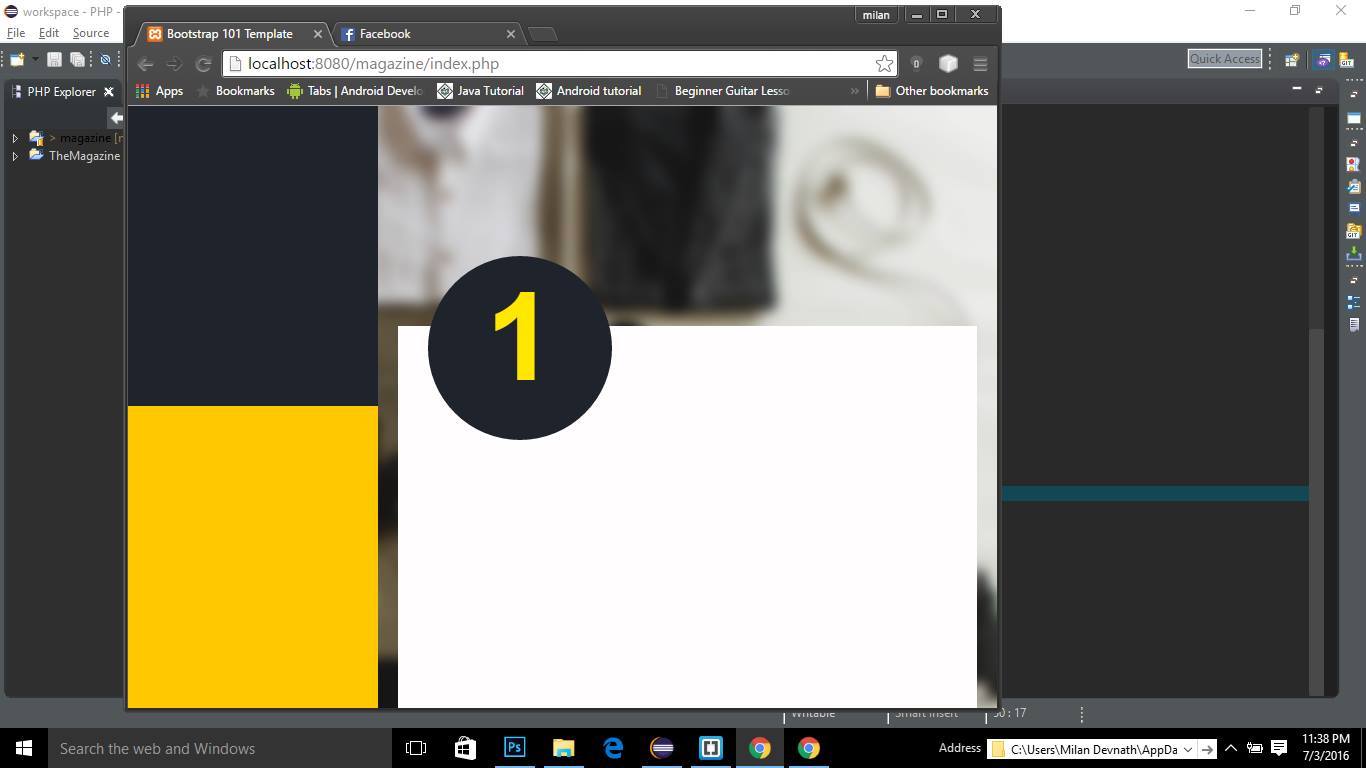 workspace - PHP -
milan
File Edit Source
Bootstrap 101 Template
Facebook
localhost:8080/magazine/index.php
Quick Access
Apps Bookmarks Tabs | Android Develo Java Tutorial Android tutorial Beginner Guitar Lesso » Other bookmarks
PHP Explorer
> magazine [
TheMagazine
1
Writable Smart Insert 30 : 17
Search the web and Windows
Ps
Address C:\Users\Milan Devnath\AppDa
11:38 PM
7/3/2016